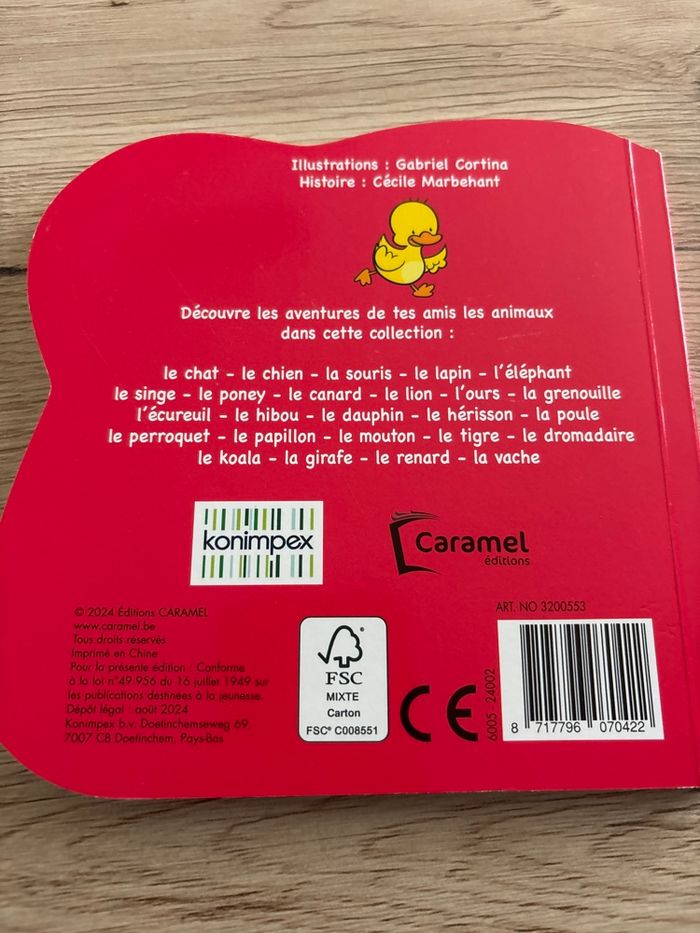 Illustrations : Gabriel Cortina
Histoire : Cécile Marbehant
Découvre les aventures de tes amis les animaux
dans cette collection :
le chat - le chien - la souris - le lapin - l'éléphant
le singe - le poney - le canard - le lion - l'ours - la grenouille
l'écureuil - le hibou - le dauphin - le hérisson - la poule
le perroquet - le papillon - le mouton - le tigre - le dromadaire
le koala - la girafe - le renard - la vache
konimpex
Caramel
éditions
© 2024 Éditions CARAMEL
www.caramel.be
Tous droits réservés
Imprimé en Chine
Pour la présente édition : Conforme
à la loi n°49.956 du 16 juillet 1949 sur
les publications destinées à la jeunesse.
Dépôt légal : août 2024
Konimpex b.v. Doetinchemseweg 69,
7007 CB Doetinchem, Pays-Bas
FSC
MIXTE
Carton
FSC® C008551
CE
6005 - 24002
ART. NO 3200553
8 717796 070422